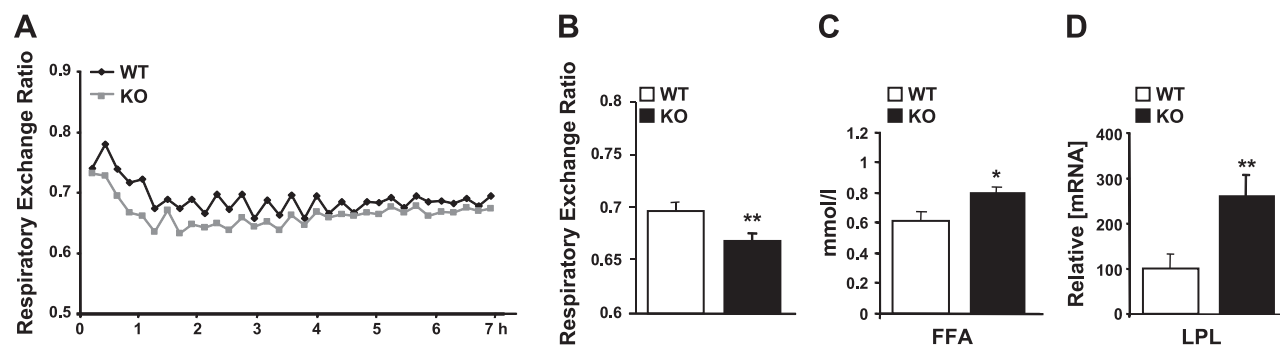 A
Respiratory Exchange Ratio
WT
KO
0.9
0.8
0.7
0.6
0.5
0 1 2 3 4 5 6 7 h
B
Respiratory Exchange Ratio
WT
KO
0.8
0.75
0.7
0.65
0.6
**
C
mmol/l
WT
KO
1.2
1
0.8
0.6
0.4
0.2
0
*
FFA
D
Relative [mRNA]
WT
KO
400
300
200
100
0
**
LPL